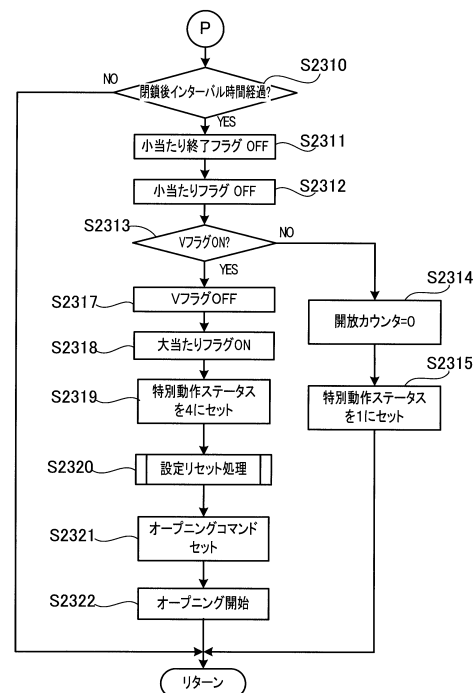 P
S2310
NO
閉鎖後インターバル時間経過?
YES
小当たり終了フラグ OFF
S2311
小当たりフラグ OFF
S2312
S2313
VフラグON?
NO
YES
S2314
S2317
VフラグOFF
開放カウンタ=0
S2318
大当たりフラグON
S2315
S2319
特別動作ステータス
を4にセット
特別動作ステータス
を1にセット
S2320
設定リセット処理
S2321
オープニングコマンド
セット
S2322
オープニング開始
リターン